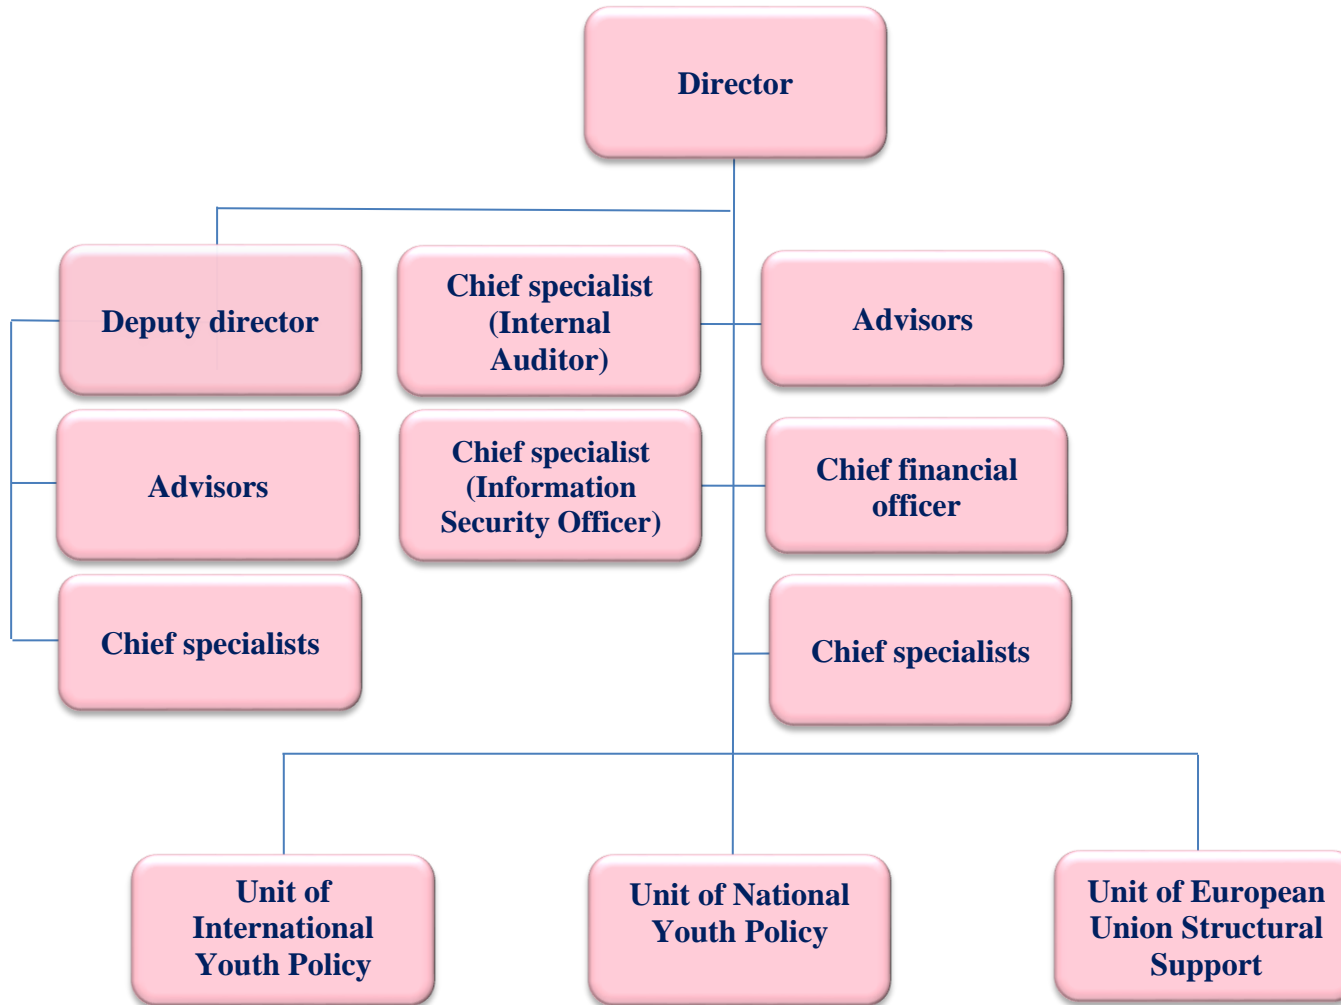 Director
Deputy director
Chief specialist
(Internal
Auditor)
Advisors
Advisors
Chief specialist
(Information
Security Officer)
Chief financial
officer
Chief specialists
Chief specialists
Unit of
International
Youth Policy
Unit of National
Youth Policy
Unit of European
Union Structural
Support